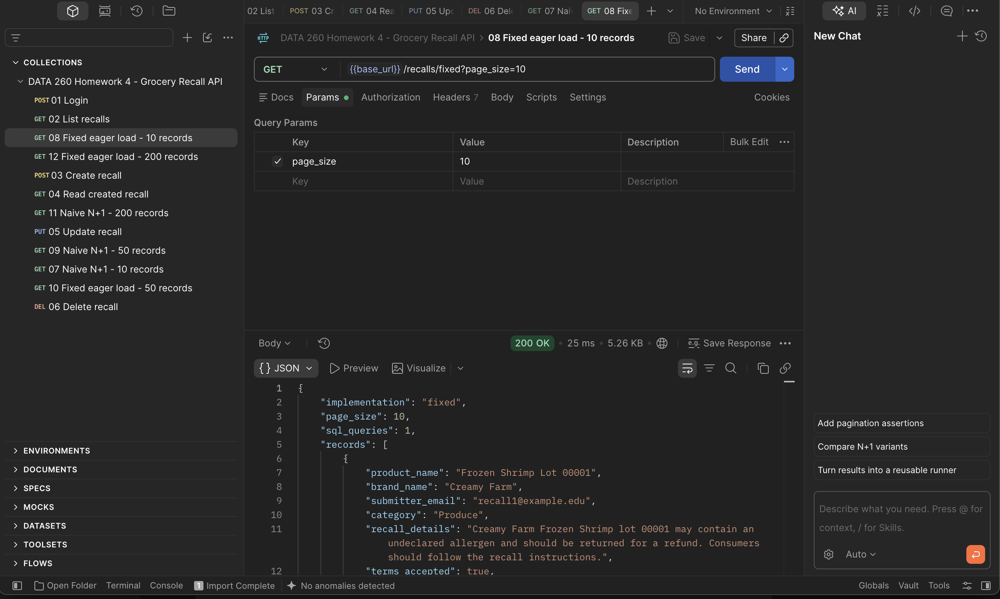 02 List
POST 03 Cr
GET 04 Rea
PUT 05 Upd
DEL 06 Dele
GET 07 Nai
GET 08 Fixe
No Environment
AI
HTTP DATA 260 Homework 4 - Grocery Recall API > 08 Fixed eager load - 10 records
Save
Share
New Chat
COLLECTIONS
DATA 260 Homework 4 - Grocery Recall API
POST 01 Login
GET 02 List recalls
GET 08 Fixed eager load - 10 records
GET 12 Fixed eager load - 200 records
POST 03 Create recall
GET 04 Read created recall
GET 11 Naive N+1 - 200 records
PUT 05 Update recall
GET 09 Naive N+1 - 50 records
GET 07 Naive N+1 - 10 records
GET 10 Fixed eager load - 50 records
DEL 06 Delete recall
ENVIRONMENTS
DOCUMENTS
SPECS
MOCKS
DATASETS
TOOLSETS
FLOWS
GET {{base_url}}/recalls/fixed?page_size=10
Send
Docs Params Authorization Headers 7 Body Scripts Settings
Cookies
Query Params
Key Value Description Bulk Edit
page_size 10
Key Value Description
Body
200 OK 25 ms 5.26 KB
e.g. Save Response
{ } JSON Preview Visualize
1 {
2 "implementation": "fixed",
3 "page_size": 10,
4 "sql_queries": 1,
5 "records": [
6 {
7 "product_name": "Frozen Shrimp Lot 00001",
8 "brand_name": "Creamy Farm",
9 "submitter_email": "recall1@example.edu",
10 "category": "Produce",
11 "recall_details": "Creamy Farm Frozen Shrimp lot 00001 may contain an
undeclared allergen and should be returned for a refund. Consumers
should follow the recall instructions.",
12 "terms_accepted": true,
Add pagination assertions
Compare N+1 variants
Turn results into a reusable runner
Describe what you need. Press @ for
context, / for Skills.
Auto
Open Folder Terminal Console 1 Import Complete No anomalies detected
Globals Vault Tools